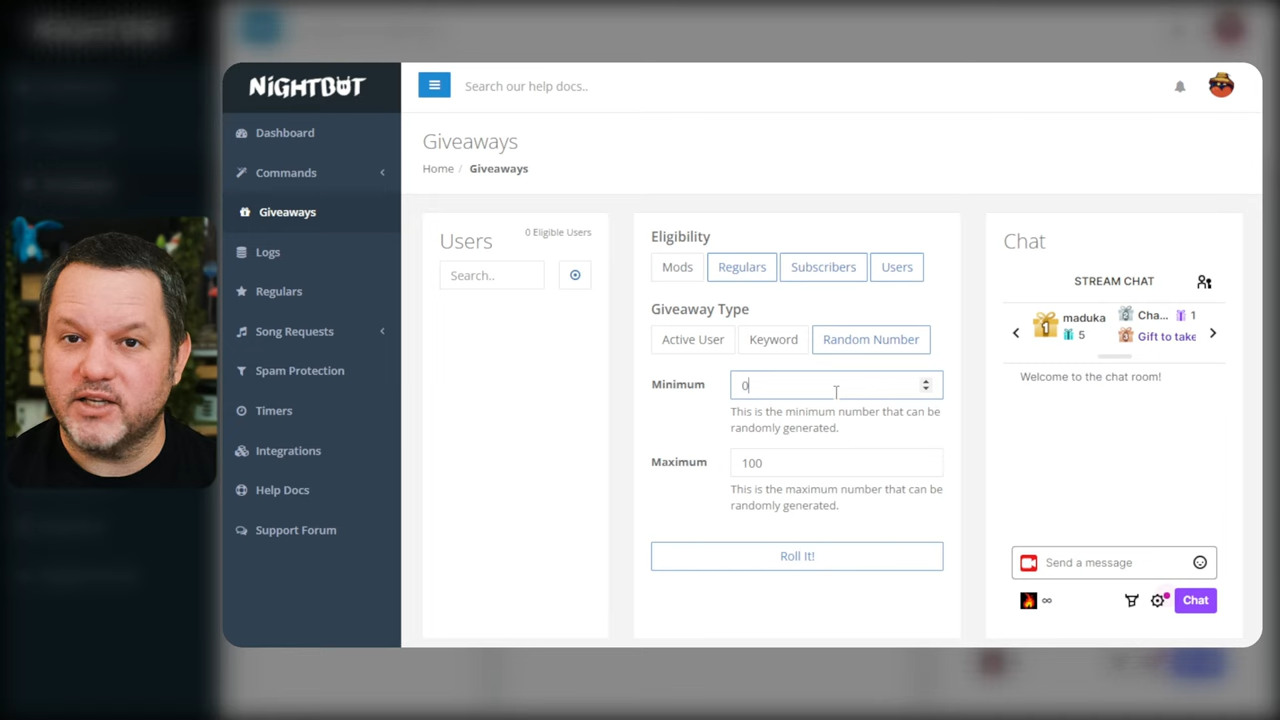 NiGHTBOT
Search our help docs..
Dashboard
Commands
Giveaways
Logs
Regulars
Song Requests
Spam Protection
Timers
Integrations
Help Docs
Support Forum
Giveaways
Home / Giveaways
Users
0 Eligible Users
Search..
Eligibility
Mods
Regulars
Subscribers
Users
Giveaway Type
Active User
Keyword
Random Number
Minimum
0
This is the minimum number that can be
randomly generated.
Maximum
100
This is the maximum number that can be
randomly generated.
Roll It!
Chat
STREAM CHAT
1
maduka
5
2
Cha...
1
3
Gift to take
Welcome to the chat room!
Send a message
∞
Chat